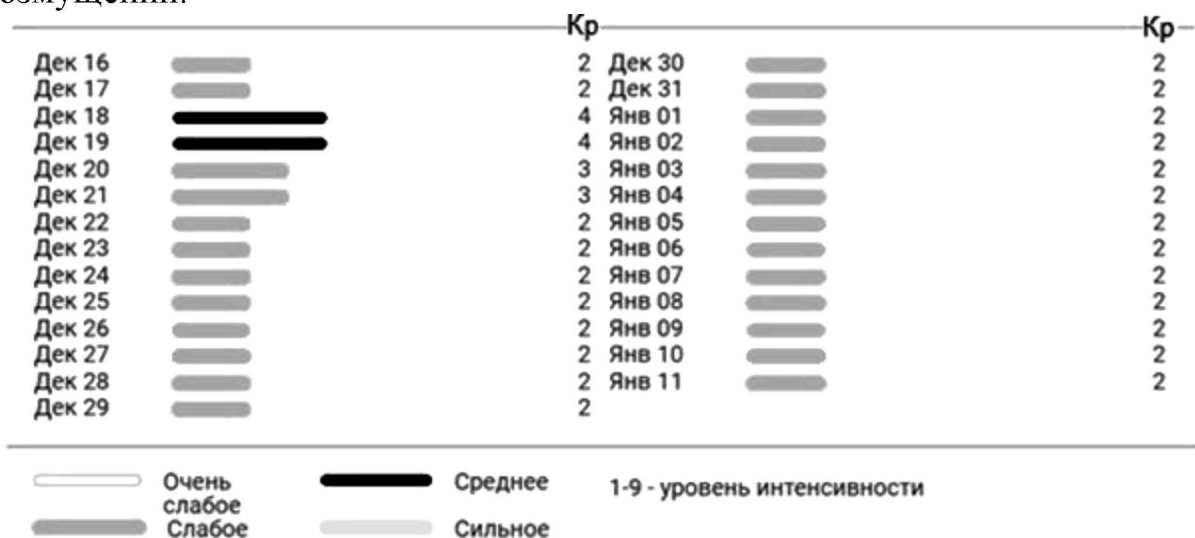 озмущений.
Кр Кр
Дек 16 2 Дек 30 2
Дек 17 2 Дек 31 2
Дек 18 4 Янв 01 2
Дек 19 4 Янв 02 2
Дек 20 3 Янв 03 2
Дек 21 3 Янв 04 2
Дек 22 2 Янв 05 2
Дек 23 2 Янв 06 2
Дек 24 2 Янв 07 2
Дек 25 2 Янв 08 2
Дек 26 2 Янв 09 2
Дек 27 2 Янв 10 2
Дек 28 2 Янв 11 2
Дек 29 2
Очень Среднее 1-9 - уровень интенсивности
слабое
Слабое Сильное